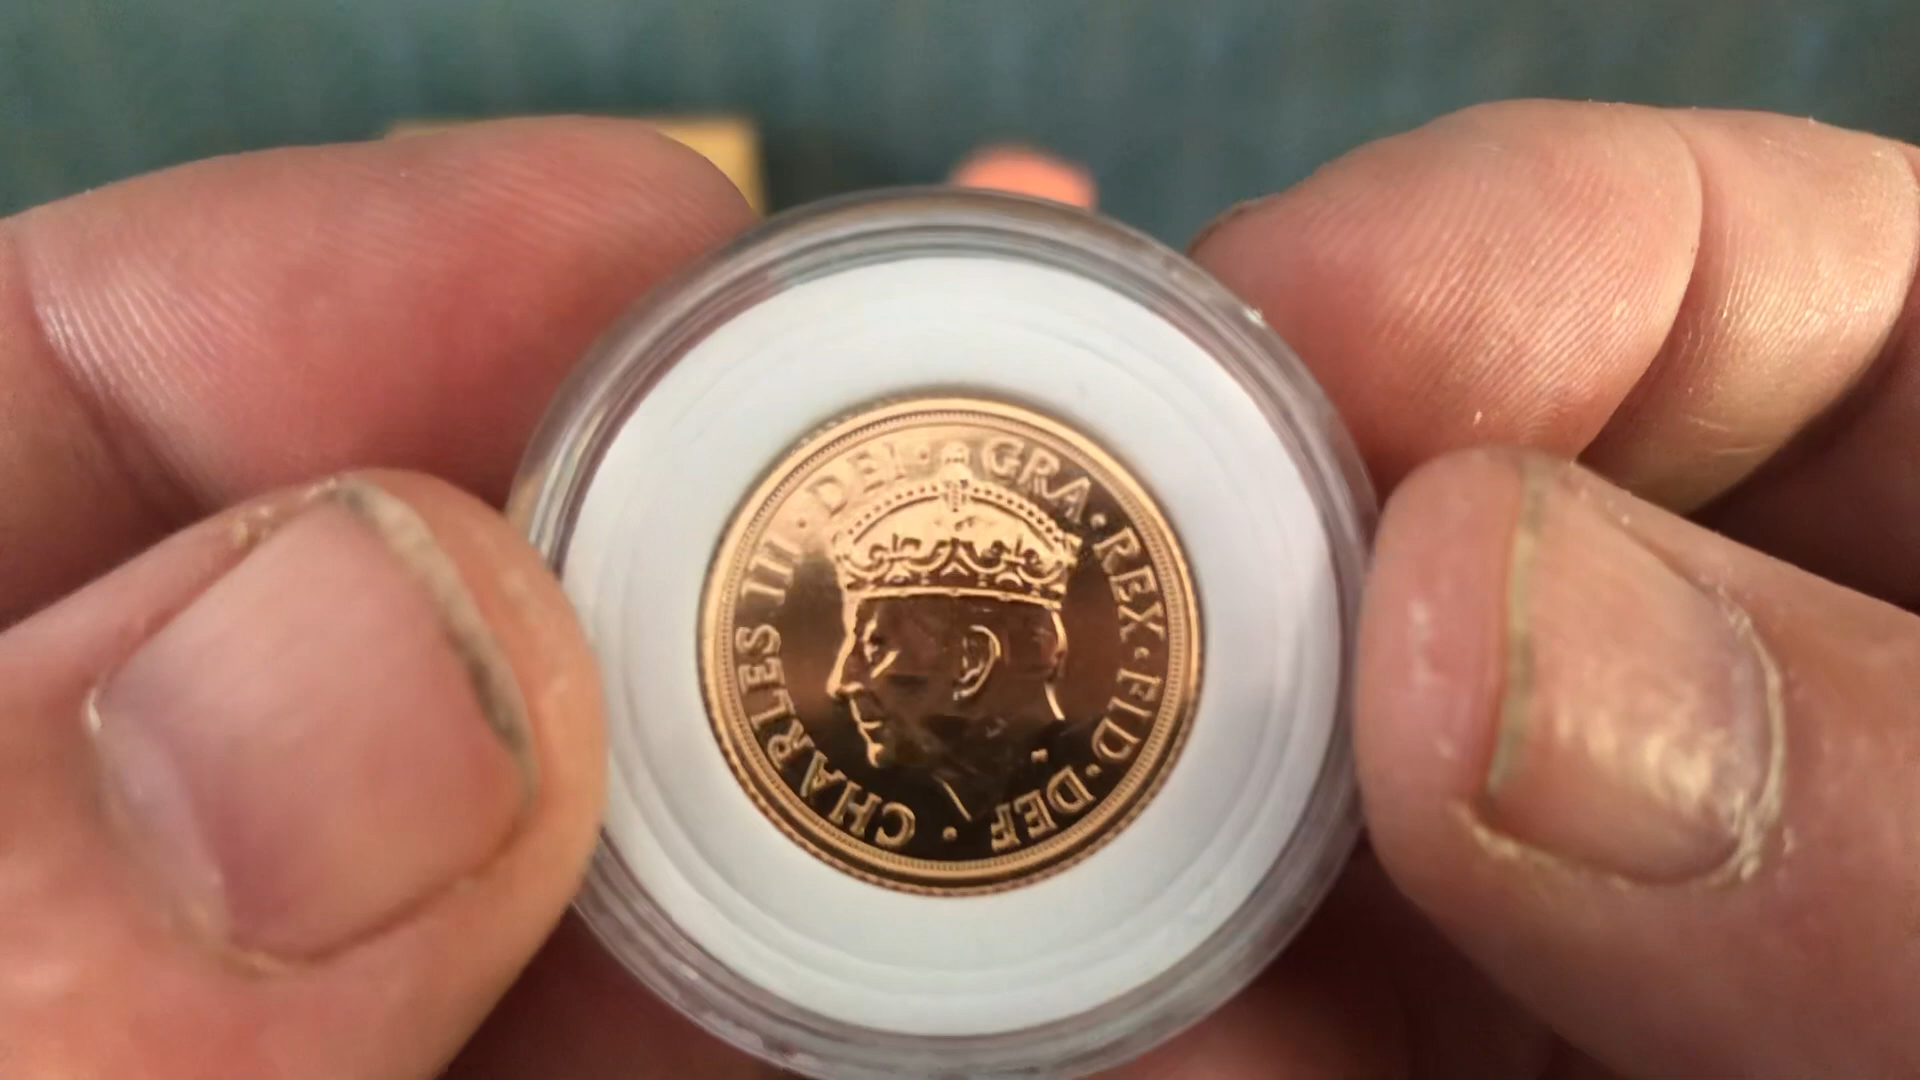 · CHARLES III · DEI · GRA · REX · FID · DEF